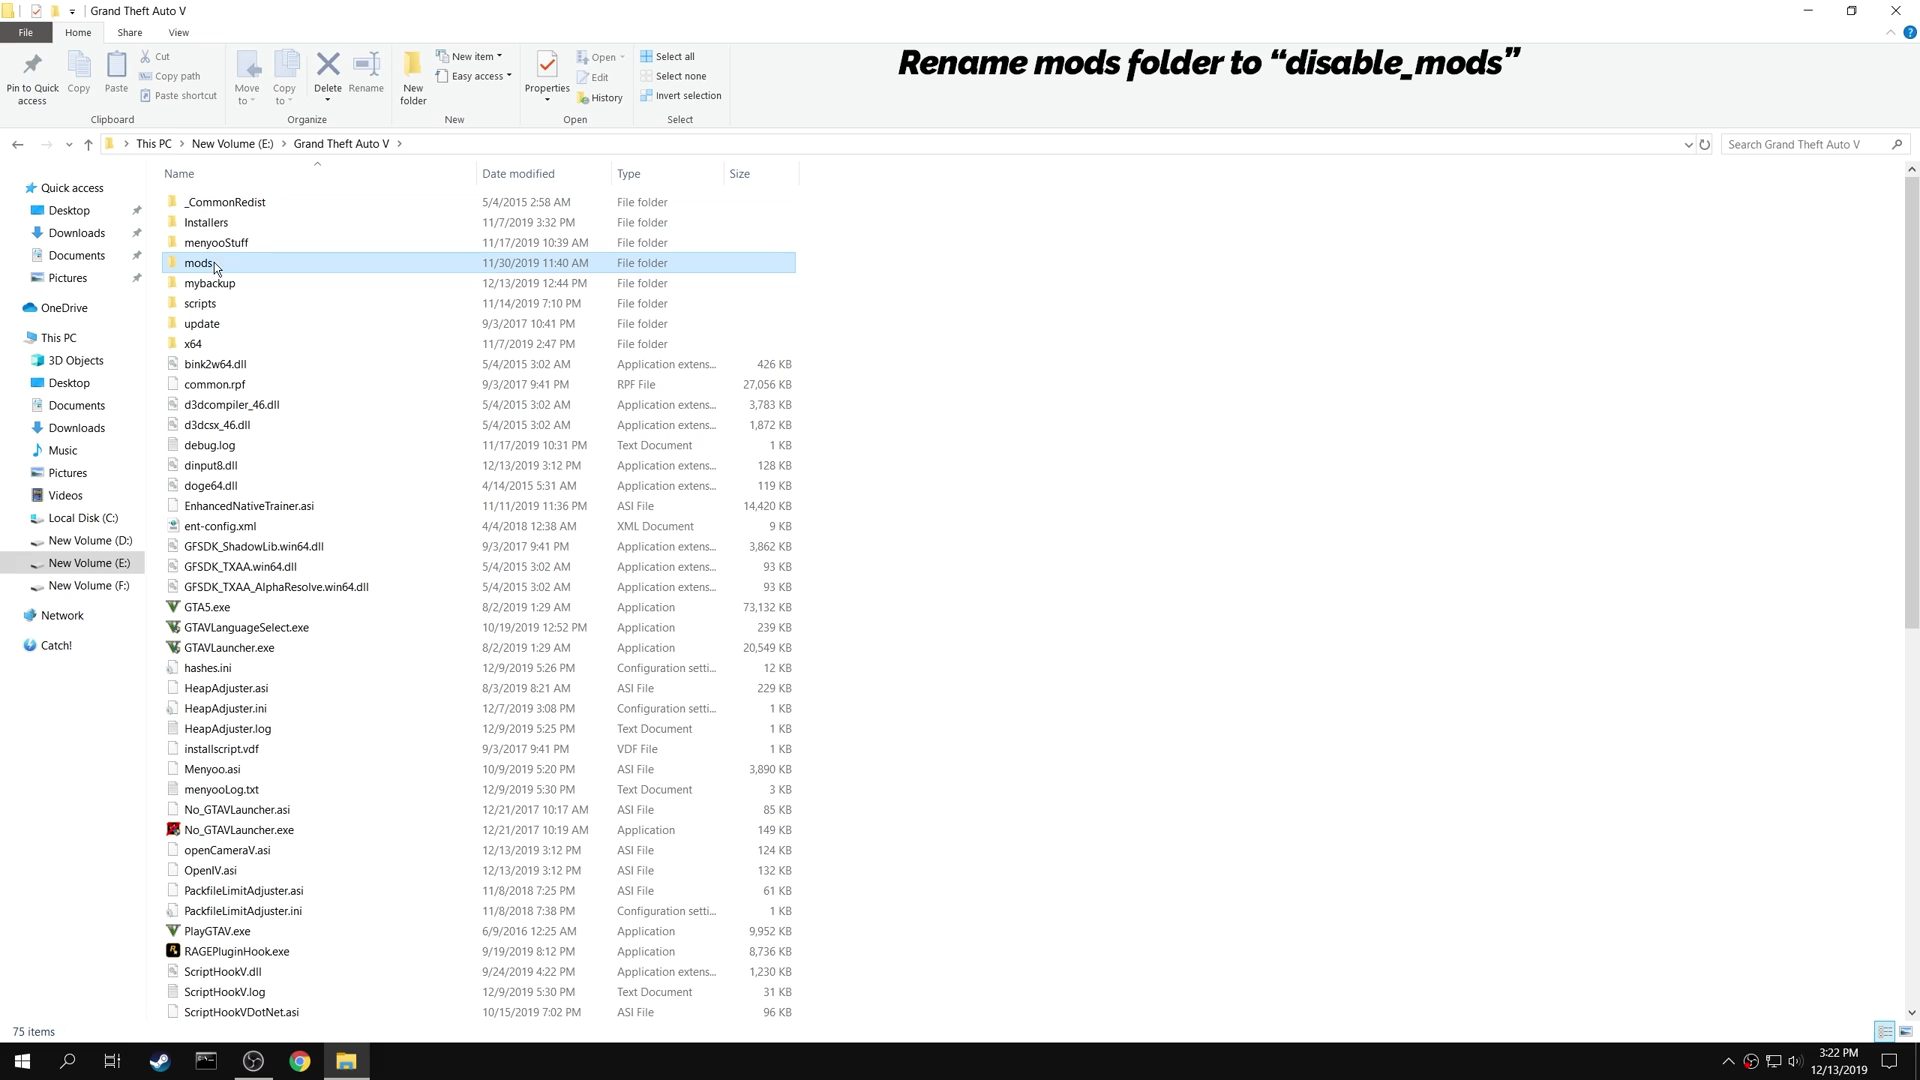 Grand Theft Auto V
File Home Share View
Rename mods folder to “disable_mods”
Pin to Quick access
Copy
Paste
Cut
Copy path
Paste shortcut
Clipboard
Move to
Copy to
Delete
Rename
Organize
New folder
New item
Easy access
New
Properties
Open
Edit
History
Open
Select all
Select none
Invert selection
Select
This PC > New Volume (E:) > Grand Theft Auto V >
Search Grand Theft Auto V
Quick access
Desktop
Downloads
Documents
Pictures
OneDrive
This PC
3D Objects
Desktop
Documents
Downloads
Music
Pictures
Videos
Local Disk (C:)
New Volume (D:)
New Volume (E:)
New Volume (F:)
Network
Catch!
Name Date modified Type Size
_CommonRedist 5/4/2015 2:58 AM File folder
Installers 11/7/2019 3:32 PM File folder
menyooStuff 11/17/2019 10:39 AM File folder
mods 11/30/2019 11:40 AM File folder
mybackup 12/13/2019 12:44 PM File folder
scripts 11/14/2019 7:10 PM File folder
update 9/3/2017 10:41 PM File folder
x64 11/7/2019 2:47 PM File folder
bink2w64.dll 5/4/2015 3:02 AM Application extens... 426 KB
common.rpf 9/3/2017 9:41 PM RPF File 27,056 KB
d3dcompiler_46.dll 5/4/2015 3:02 AM Application extens... 3,783 KB
d3dcsx_46.dll 5/4/2015 3:02 AM Application extens... 1,872 KB
debug.log 11/17/2019 10:31 PM Text Document 1 KB
dinput8.dll 12/13/2019 3:12 PM Application extens... 128 KB
doge64.dll 4/14/2015 5:31 AM Application extens... 119 KB
EnhancedNativeTrainer.asi 11/11/2019 11:36 PM ASI File 14,420 KB
ent-config.xml 4/4/2018 12:38 AM XML Document 9 KB
GFSDK_ShadowLib.win64.dll 9/3/2017 9:41 PM Application extens... 3,862 KB
GFSDK_TXAA.win64.dll 5/4/2015 3:02 AM Application extens... 93 KB
GFSDK_TXAA_AlphaResolve.win64.dll 5/4/2015 3:02 AM Application extens... 93 KB
GTA5.exe 8/2/2019 1:29 AM Application 73,132 KB
GTAVLanguageSelect.exe 10/19/2019 12:52 PM Application 239 KB
GTAVLauncher.exe 8/2/2019 1:29 AM Application 20,549 KB
hashes.ini 12/9/2019 5:26 PM Configuration setti... 12 KB
HeapAdjuster.asi 8/3/2019 8:21 AM ASI File 229 KB
HeapAdjuster.ini 12/7/2019 3:08 PM Configuration setti... 1 KB
HeapAdjuster.log 12/9/2019 5:25 PM Text Document 1 KB
installscript.vdf 9/3/2017 9:41 PM VDF File 1 KB
Menyoo.asi 10/9/2019 5:20 PM ASI File 3,890 KB
menyooLog.txt 12/9/2019 5:30 PM Text Document 3 KB
No_GTAVLauncher.asi 12/21/2017 10:17 AM ASI File 85 KB
No_GTAVLauncher.exe 12/21/2017 10:19 AM Application 149 KB
openCameraV.asi 12/13/2019 3:12 PM ASI File 124 KB
OpenIV.asi 12/13/2019 3:12 PM ASI File 132 KB
PackfileLimitAdjuster.asi 11/8/2018 7:25 PM ASI File 61 KB
PackfileLimitAdjuster.ini 11/8/2018 7:38 PM Configuration setti... 1 KB
PlayGTAV.exe 6/9/2016 12:25 AM Application 9,952 KB
RAGEPluginHook.exe 9/19/2019 8:12 PM Application 8,736 KB
ScriptHookV.dll 9/24/2019 4:22 PM Application extens... 1,230 KB
ScriptHookV.log 12/9/2019 5:30 PM Text Document 31 KB
ScriptHookVDotNet.asi 10/15/2019 7:02 PM ASI File 96 KB
75 items
3:22 PM
12/13/2019